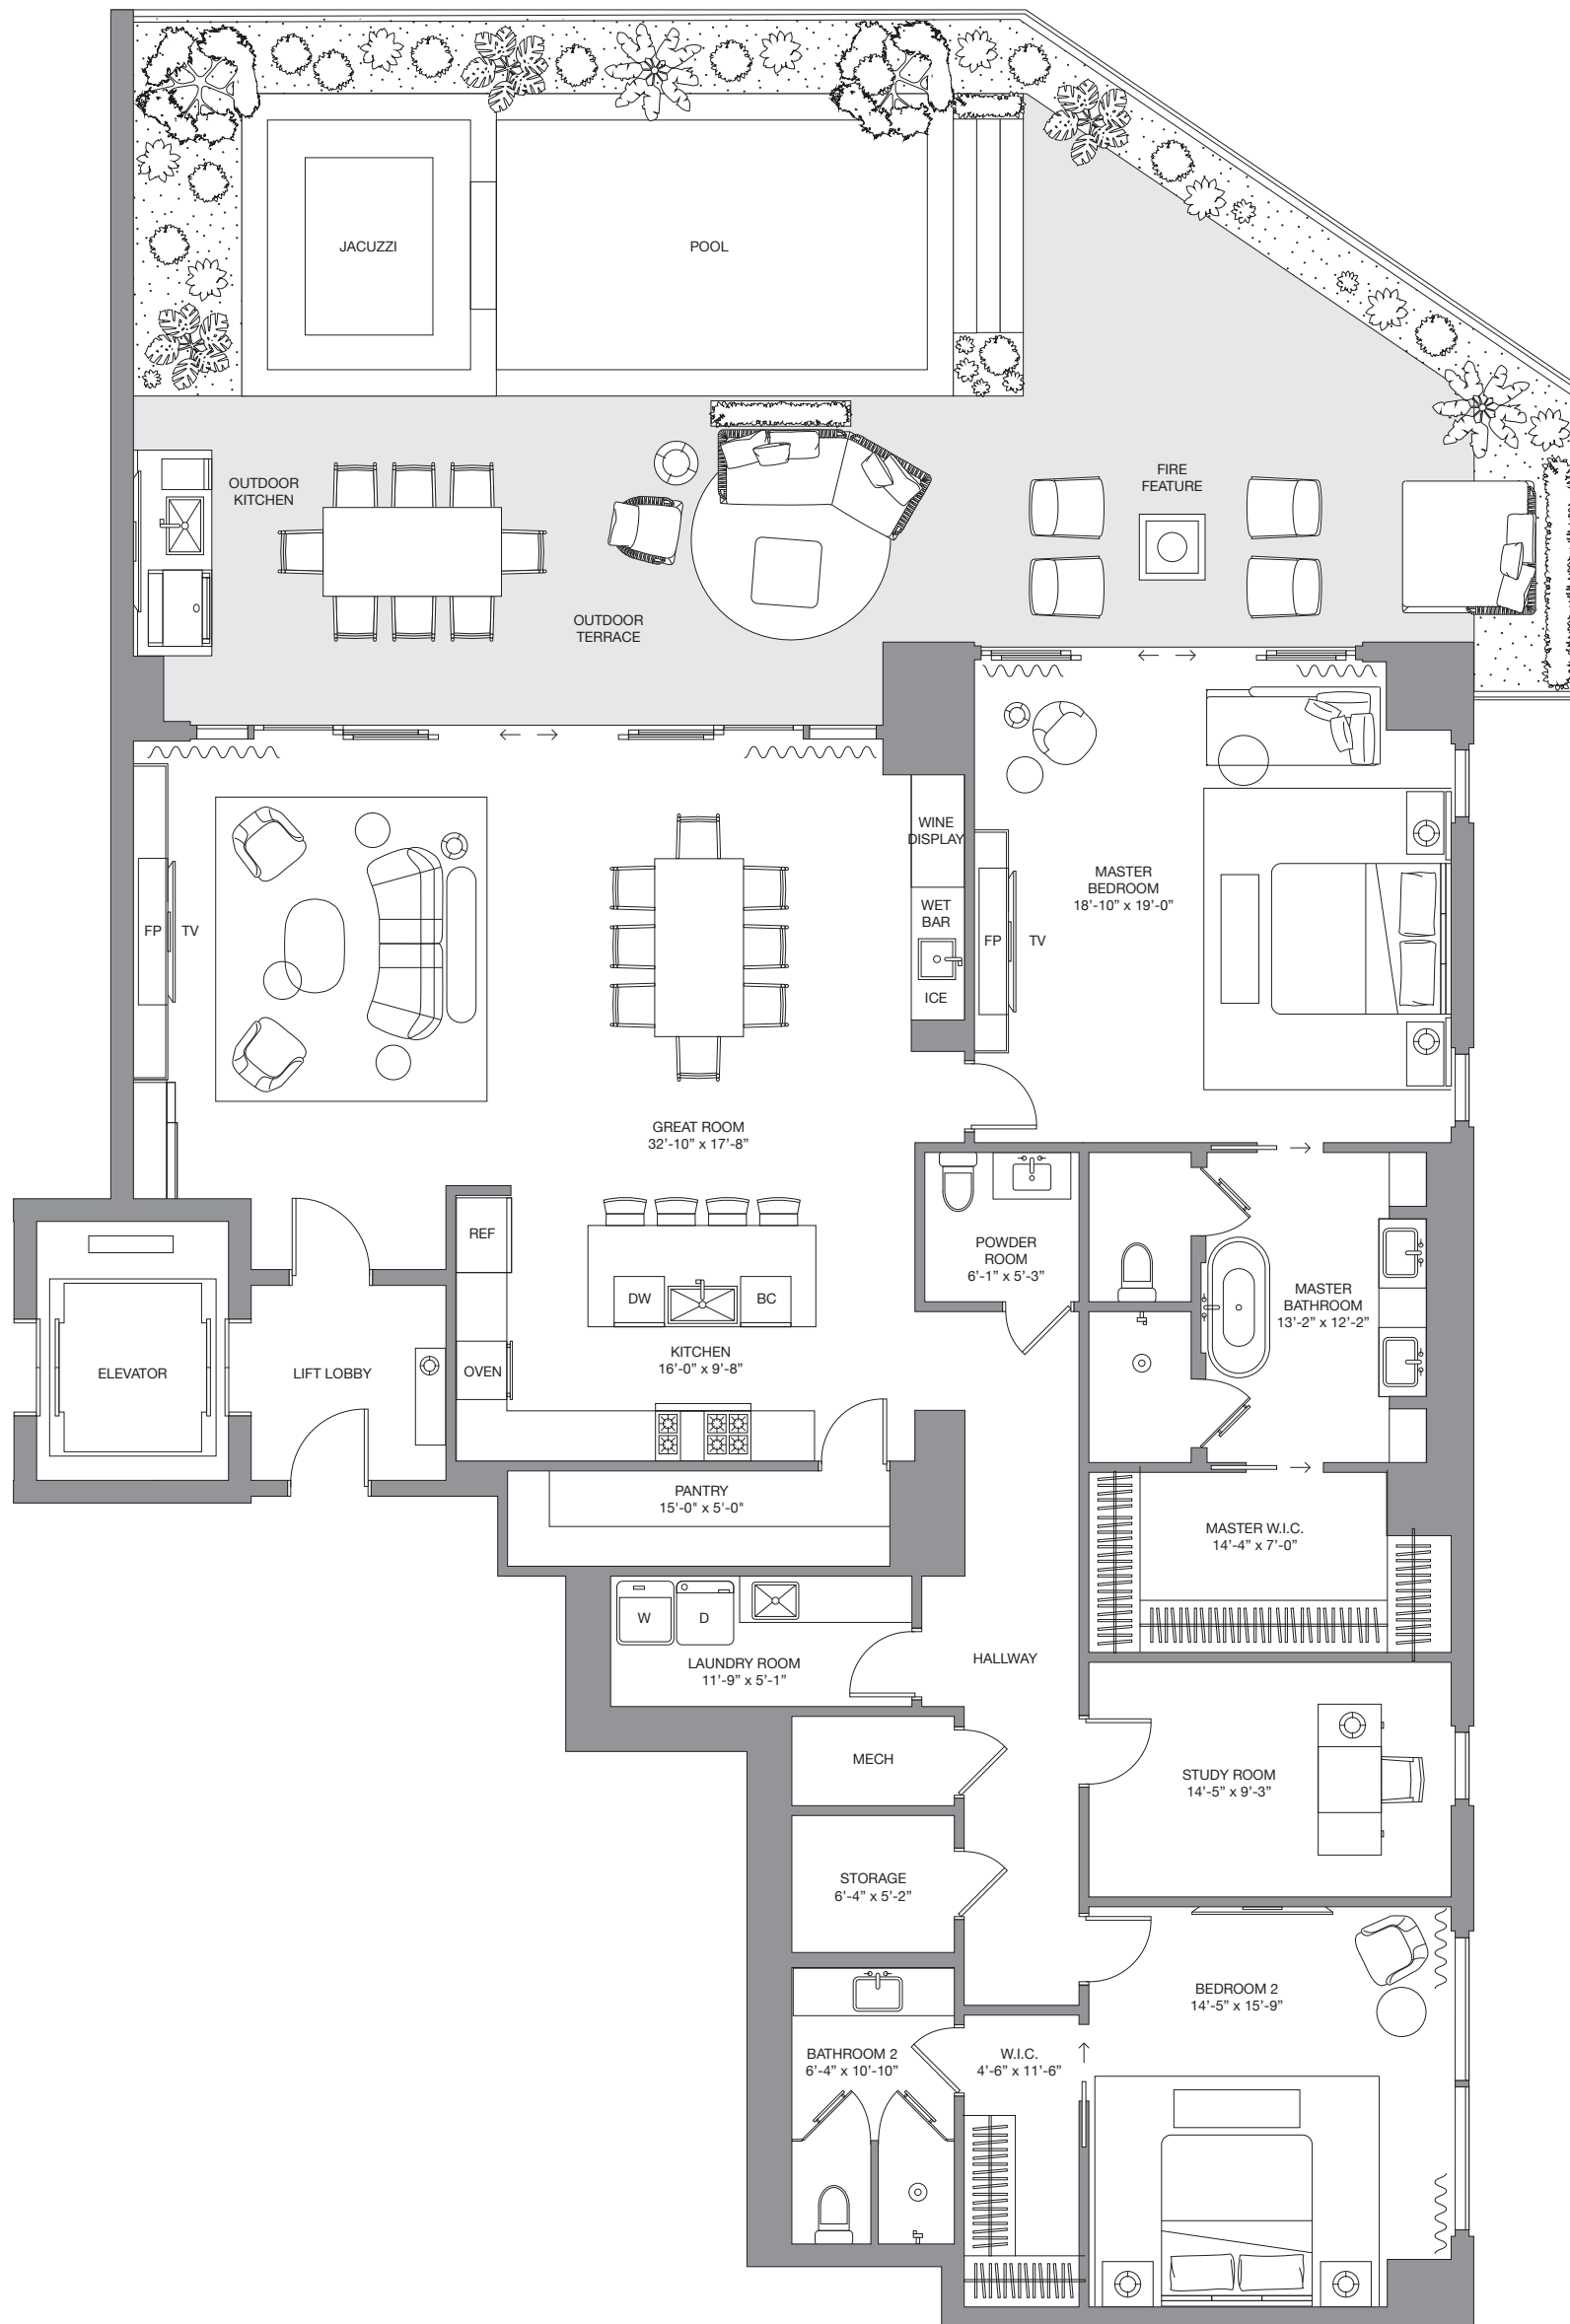 JACUZZI
POOL
OUTDOOR
KITCHEN
FIRE
FEATURE
OUTDOOR
TERRACE
WINE
DISPLAY
WET
BAR
ICE
MASTER
BEDROOM
18'-10” x 19’-0”
FP
TV
FP
TV
GREAT ROOM
32’-10” x 17’-8”
REF
POWDER
ROOM
6’-1” x 5’-3”
DW
BC
MASTER
BATHROOM
13’-2” x 12’-2”
KITCHEN
16’-0” x 9’-8”
ELEVATOR
LIFT LOBBY
OVEN
PANTRY
15'-0" x 5'-0"
MASTER W.I.C.
14’-4” x 7’-0”
W
D
LAUNDRY ROOM
11’-9” x 5’-1”
HALLWAY
MECH
STUDY ROOM
14’-5” x 9’-3”
STORAGE
6’-4” x 5’-2”
BEDROOM 2
14’-5” x 15’-9”
BATHROOM 2
6’-4” x 10’-10”
W.I.C.
4’-6” x 11’-6”